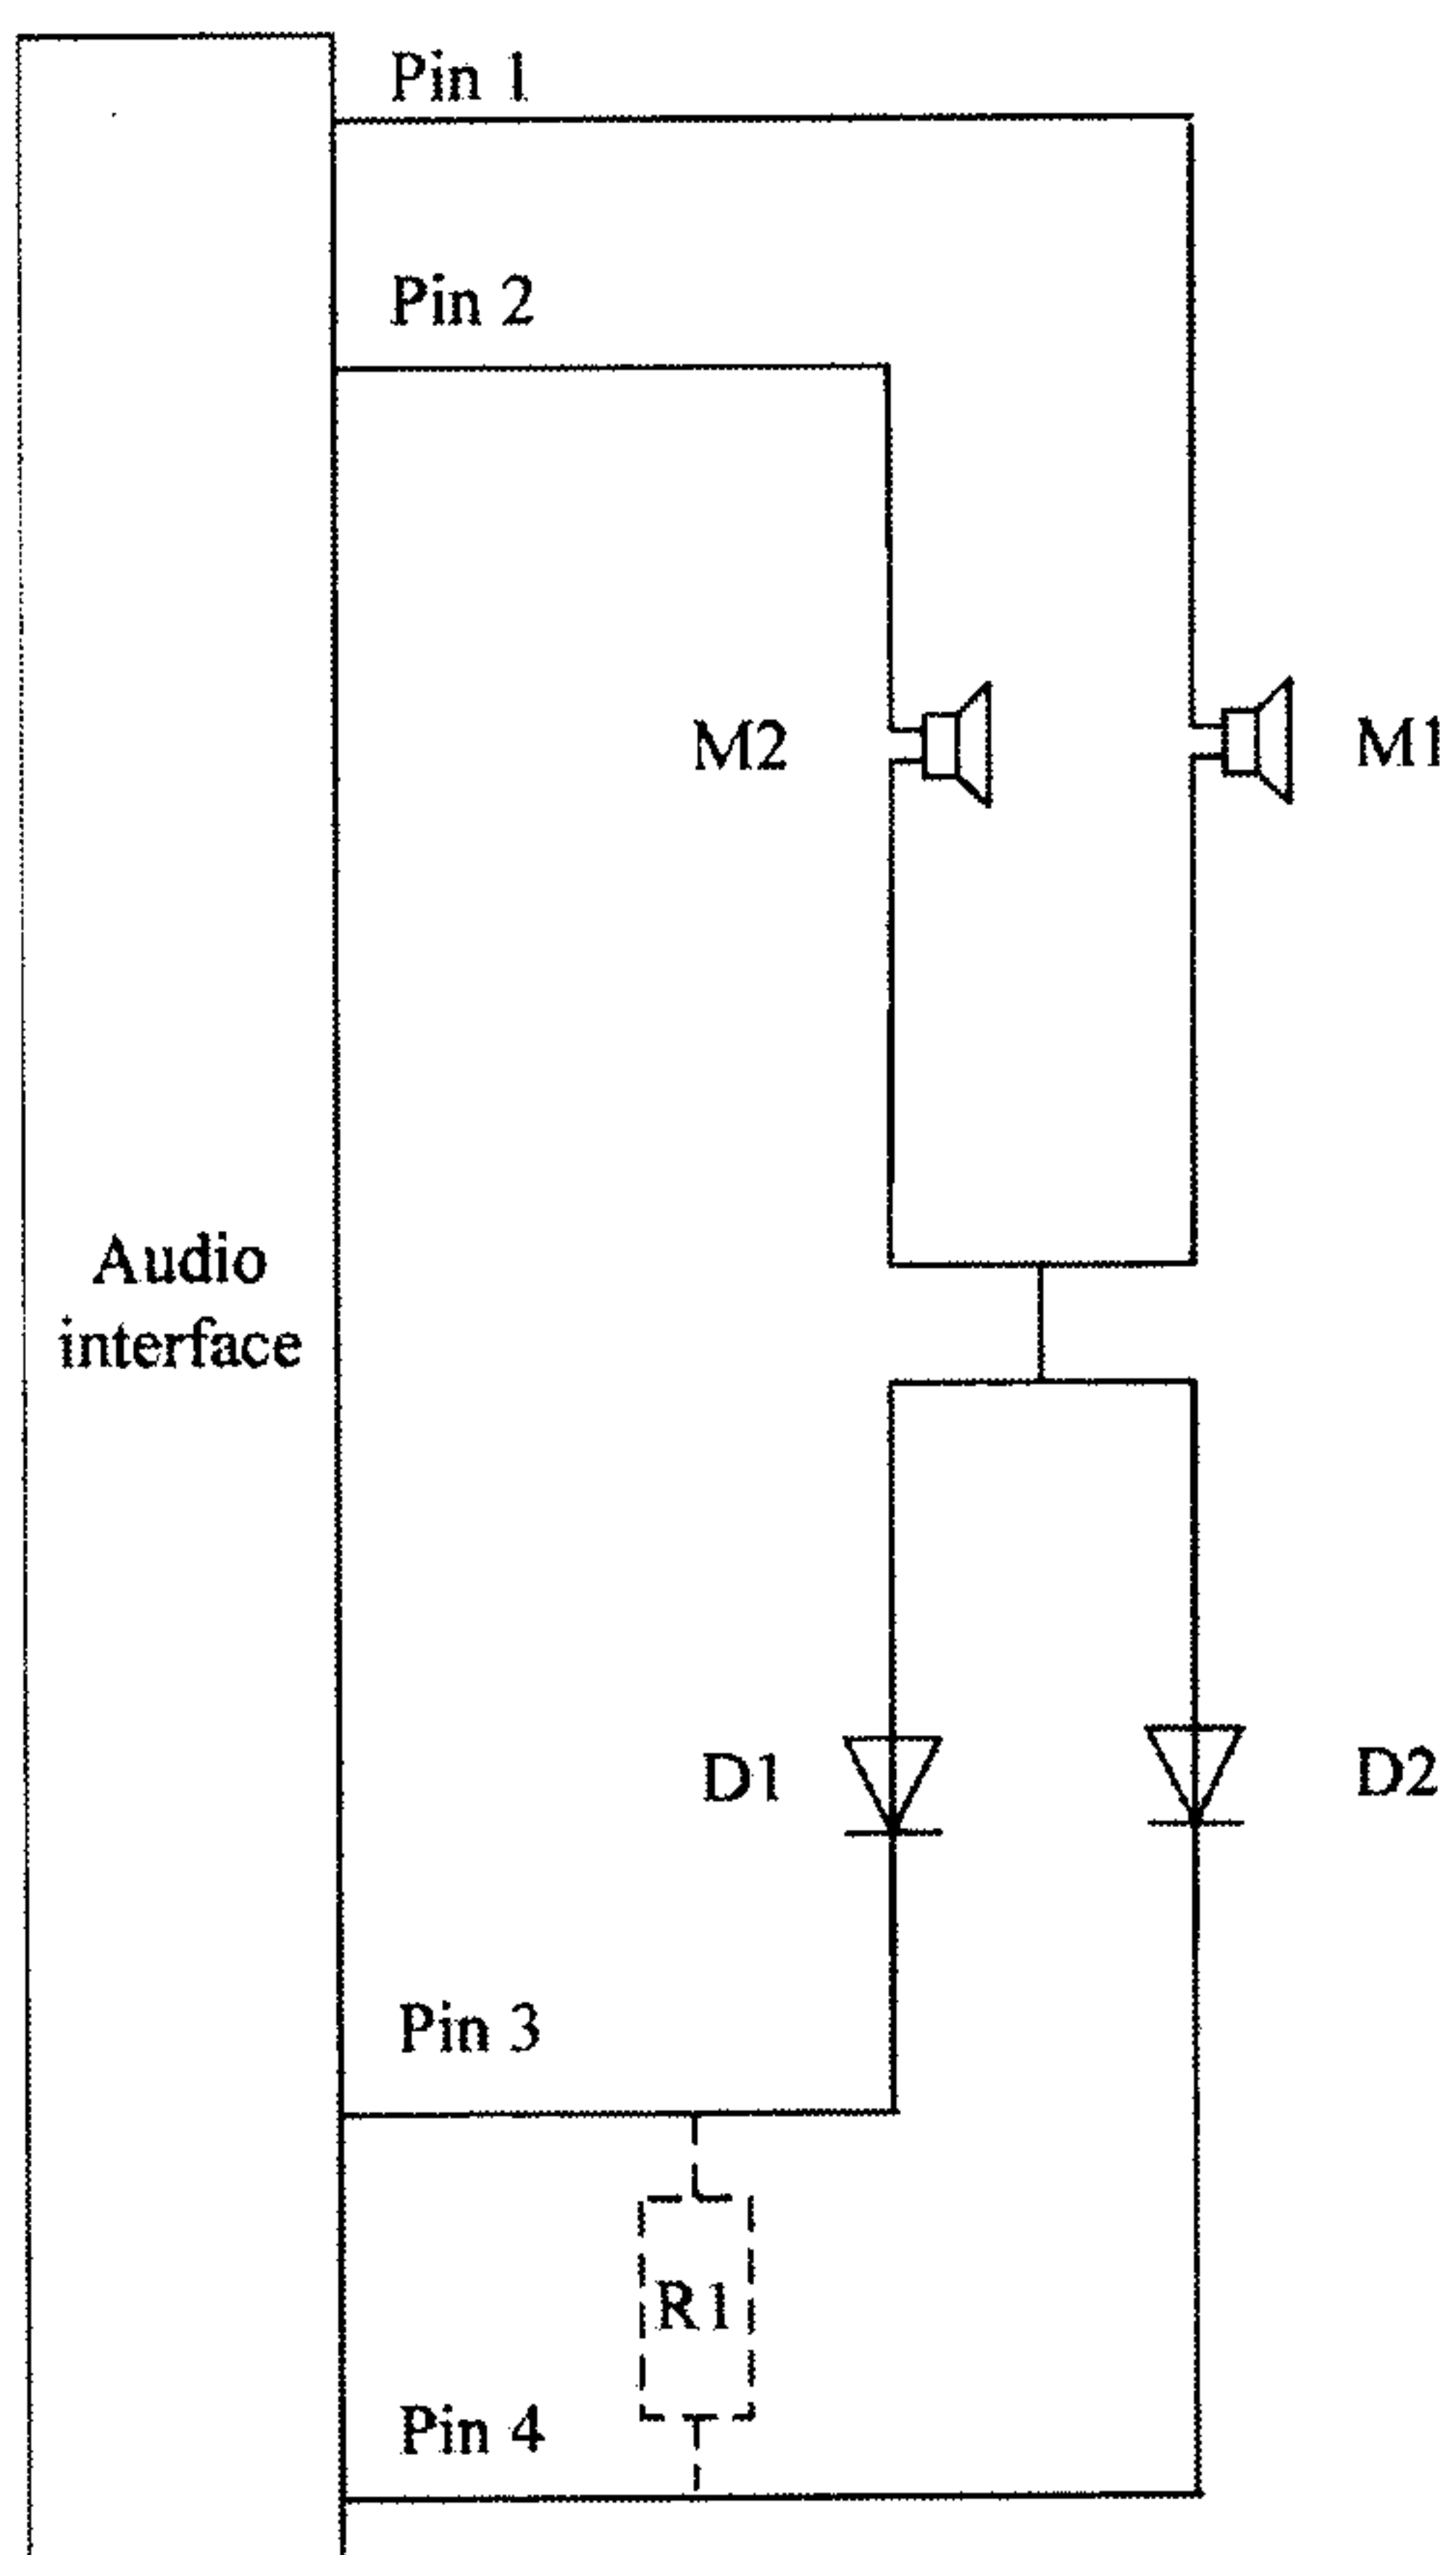 Pin 1
Pin 2
M2
M1
Audio
interface
D1
D2
Pin 3
R1
Pin 4